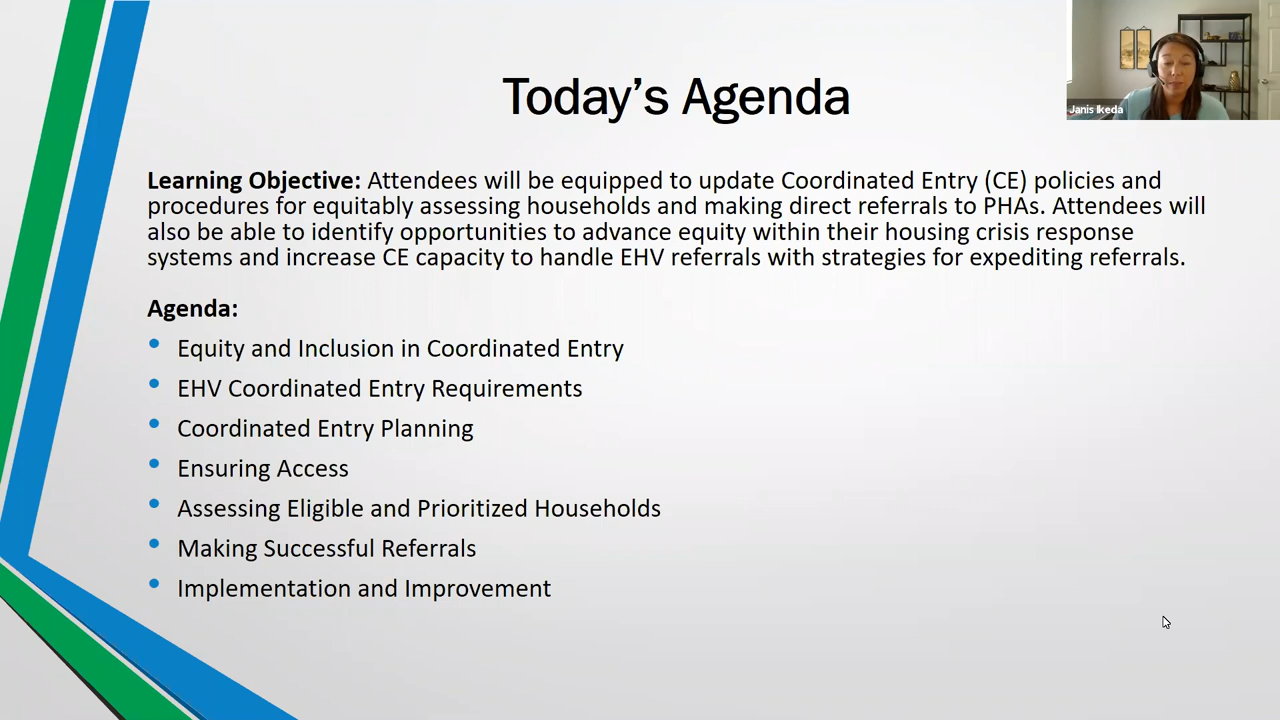 Today's Agenda
Janis Ikeda
Learning Objective: Attendees will be equipped to update Coordinated Entry (CE) policies and
procedures for equitably assessing households and making direct referrals to PHAs. Attendees will
also be able to identify opportunities to advance equity within their housing crisis response
systems and increase CE capacity to handle EHV referrals with strategies for expediting referrals.
Agenda:
• Equity and Inclusion in Coordinated Entry
• EHV Coordinated Entry Requirements
• Coordinated Entry Planning
• Ensuring Access
• Assessing Eligible and Prioritized Households
• Making Successful Referrals
• Implementation and Improvement